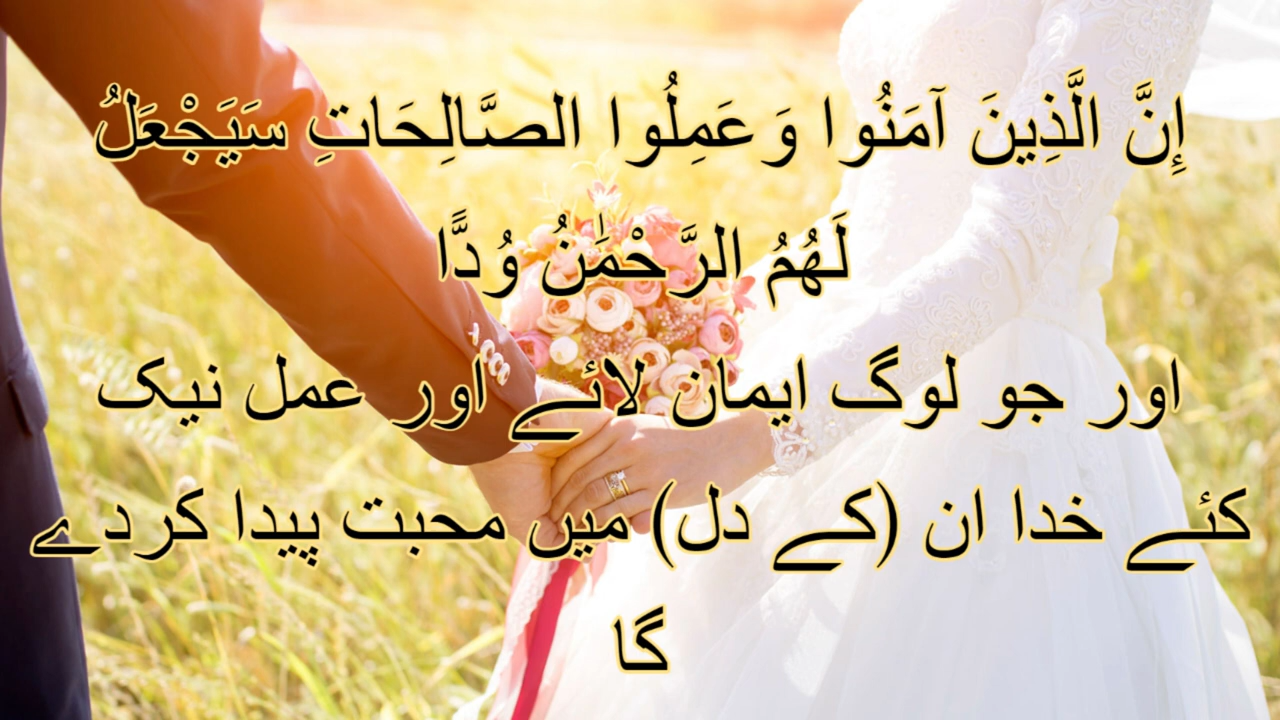 إِنَّ الَّذِينَ آمَنُوا وَعَمِلُوا الصَّالِحَاتِ سَيَجْعَلُ
لَهُمُ الرَّحْمَٰنُ وُدًّا
اور جو لوگ ایمان لائے اور عمل نیک
کئے خدا ان (کے دل) میں محبت پیدا کردے
گا